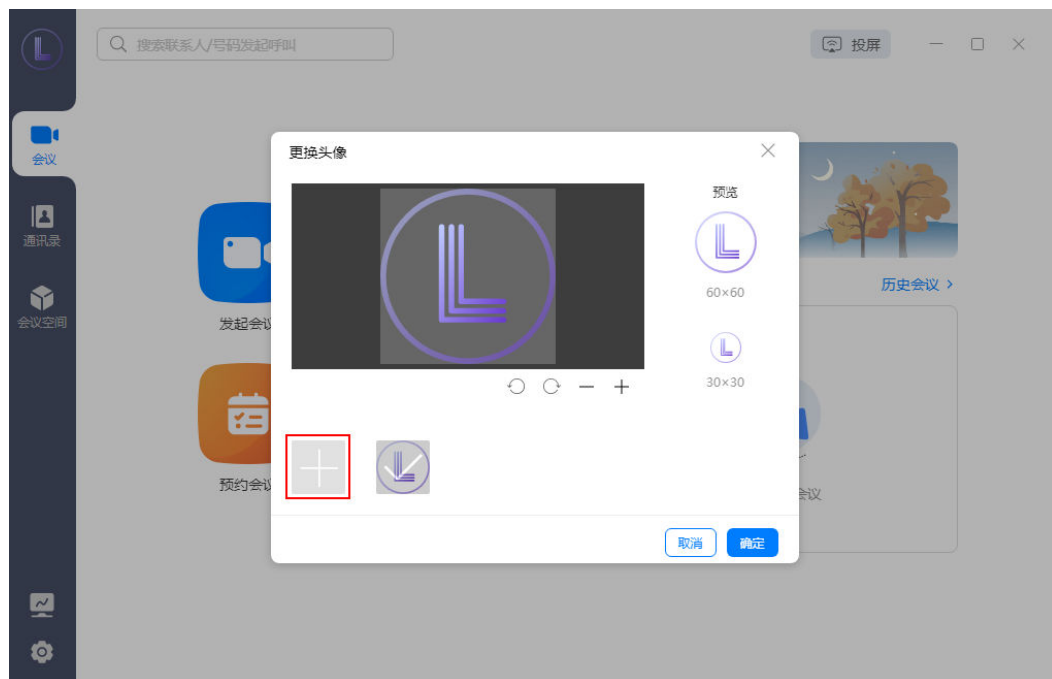 搜索联系人/号码发起呼叫
投屏
会议
通讯录
会议空间
更换头像
预览
60×60
30×30
历史会议
发起会议
预约会议
会议
取消
确定